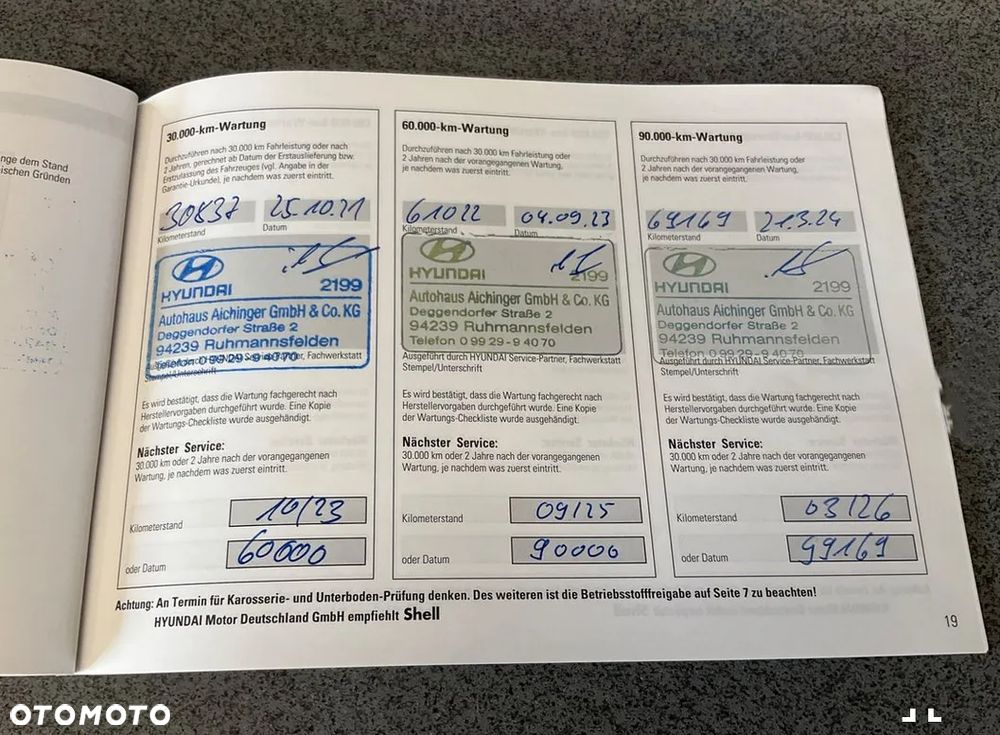 nge dem Stand
ischen Gründen
30.000-km-Wartung
Durchzuführen nach 30.000 km Fahrleistung oder nach
2 Jahren, gerechnet ab Datum der Erstauslieferung bzw.
Erstzulassung des Fahrzeuges (vgl. Angabe in der
Garantie-Urkunde), je nachdem was zuerst eintritt.
30837 25.10.21
Kilometerstand Datum
HYUNDAI 2199
Autohaus Aichinger GmbH & Co. KG
Deggendorfer Straße 2
94239 Ruhmannsfelden
Telefon 0 99 29 - 9 40 70
Ausgeführt durch HYUNDAI Service-Partner, Fachwerkstatt
Stempel/Unterschrift
Es wird bestätigt, dass die Wartung fachgerecht nach
Herstellervorgaben durchgeführt wurde. Eine Kopie
der Wartungs-Checkliste wurde ausgehändigt.
Nächster Service:
30.000 km oder 2 Jahre nach der vorangegangenen
Wartung, je nachdem was zuerst eintritt.
Kilometerstand 10/23
oder Datum 60000
60.000-km-Wartung
Durchzuführen nach 30.000 km Fahrleistung oder
2 Jahren nach der vorangegangenen Wartung,
je nachdem was zuerst eintritt.
61022 04.09.23
Kilometerstand Datum
HYUNDAI 2199
Autohaus Aichinger GmbH & Co. KG
Deggendorfer Straße 2
94239 Ruhmannsfelden
Telefon 0 99 29 - 9 40 70
Ausgeführt durch HYUNDAI Service-Partner, Fachwerkstatt
Stempel/Unterschrift
Es wird bestätigt, dass die Wartung fachgerecht nach
Herstellervorgaben durchgeführt wurde. Eine Kopie
der Wartungs-Checkliste wurde ausgehändigt.
Nächster Service:
30.000 km oder 2 Jahre nach der vorangegangenen
Wartung, je nachdem was zuerst eintritt.
Kilometerstand 09/25
oder Datum 90000
90.000-km-Wartung
Durchzuführen nach 30.000 km Fahrleistung oder
2 Jahren nach der vorangegangenen Wartung,
je nachdem was zuerst eintritt.
69169 21.3.24
Kilometerstand Datum
HYUNDAI 2199
Autohaus Aichinger GmbH & Co. KG
Deggendorfer Straße 2
94239 Ruhmannsfelden
Telefon 0 99 29 - 9 40 70
Ausgeführt durch HYUNDAI Service-Partner, Fachwerkstatt
Stempel/Unterschrift
Es wird bestätigt, dass die Wartung fachgerecht nach
Herstellervorgaben durchgeführt wurde. Eine Kopie
der Wartungs-Checkliste wurde ausgehändigt.
Nächster Service:
30.000 km oder 2 Jahre nach der vorangegangenen
Wartung, je nachdem was zuerst eintritt.
Kilometerstand 03/26
oder Datum 99169
Achtung: An Termin für Karosserie- und Unterboden-Prüfung denken. Des weiteren ist die Betriebsstofffreigabe auf Seite 7 zu beachten!
HYUNDAI Motor Deutschland GmbH empfiehlt Shell
19
OTOMOTO